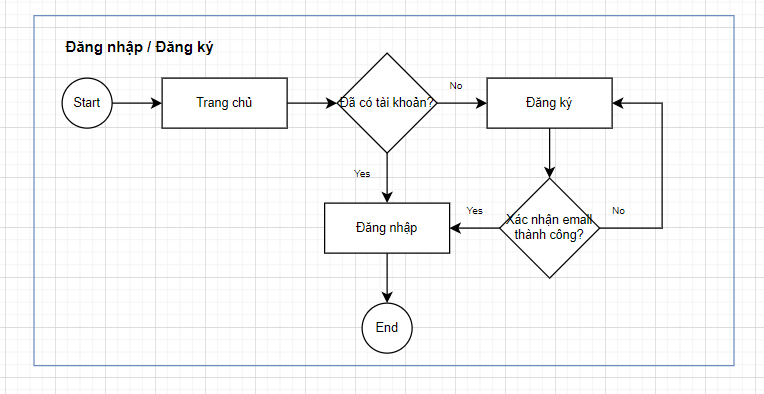 Đăng nhập / Đăng ký
Start
Trang chủ
Đã có tài khoản?
No
Đăng ký
Yes
Đăng nhập
Yes
Xác nhận email
thành công?
No
End